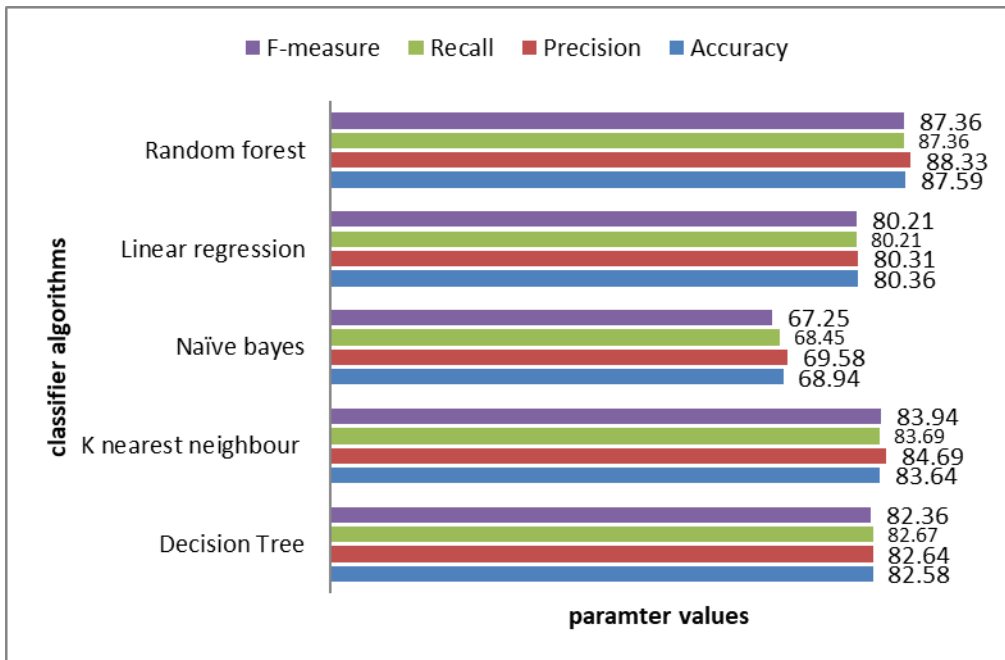 F-measure Recall Precision Accuracy
classifier algorithms
Random forest
87.36
87.36
88.33
87.59
Linear regression
80.21
80.21
80.31
80.36
Naïve bayes
67.25
68.45
69.58
68.94
K nearest neighbour
83.94
83.69
84.69
83.64
Decision Tree
82.36
82.67
82.64
82.58
paramter values